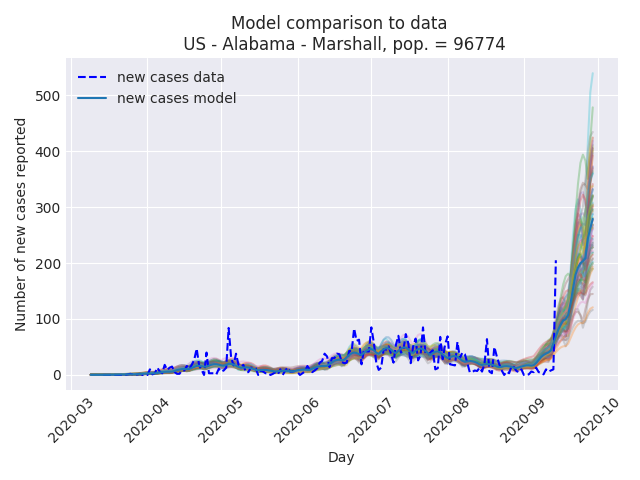 Model comparison to data
US - Alabama - Marshall, pop. = 96774
new cases data
new cases model
Number of new cases reported
500
400
300
200
100
0
2020-03
2020-04
2020-05
2020-06
2020-07
2020-08
2020-09
2020-10
Day